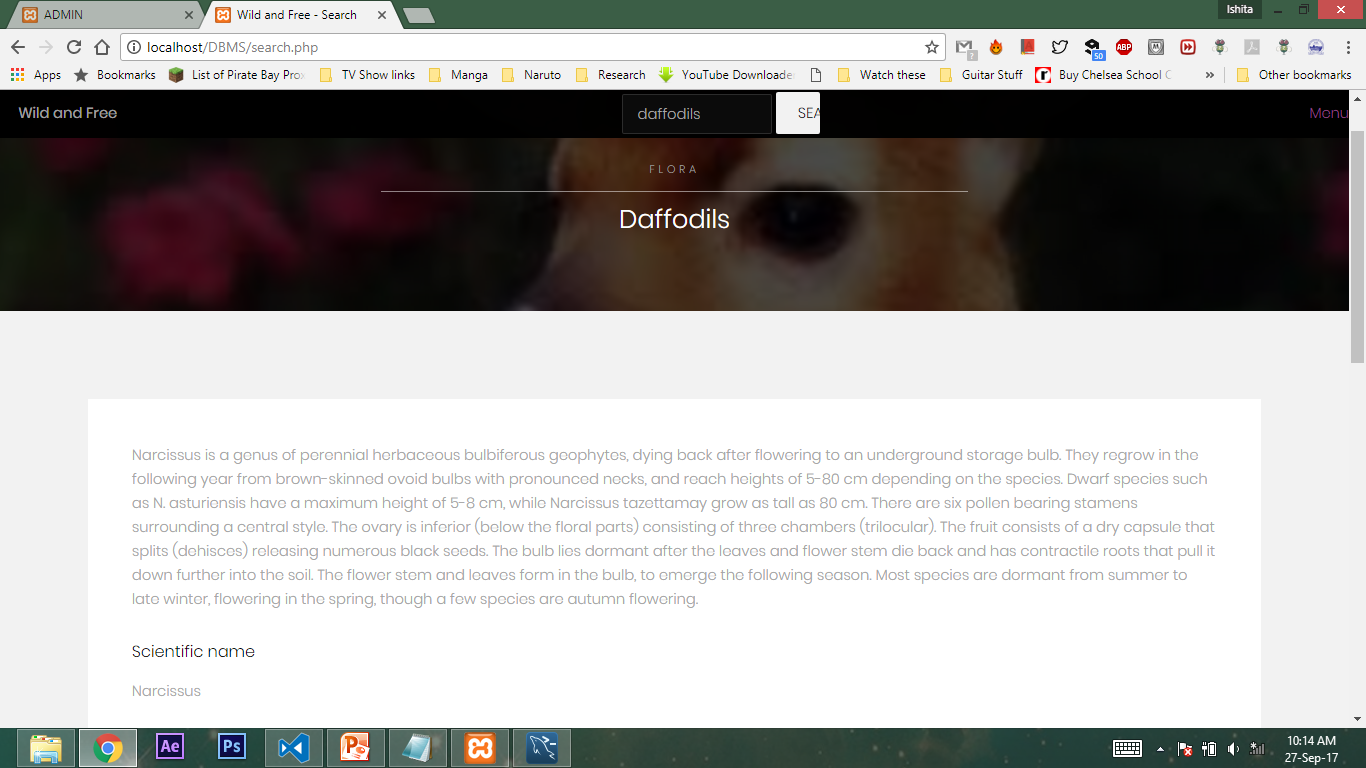 ADMIN
Wild and Free - Search
Ishita
localhost/DBMS/search.php
?
50
ABP
Apps
Bookmarks
List of Pirate Bay Prox
TV Show links
Manga
Naruto
Research
YouTube Downloade
Watch these
Guitar Stuff
r
Buy Chelsea School C
»
Other bookmarks
Wild and Free
daffodils
SEA
Menu
FLORA
Daffodils
Narcissus is a genus of perennial herbaceous bulbiferous geophytes, dying back after flowering to an underground storage bulb. They regrow in the
following year from brown-skinned ovoid bulbs with pronounced necks, and reach heights of 5-80 cm depending on the species. Dwarf species such
as N. asturiensis have a maximum height of 5-8 cm, while Narcissus tazettamay grow as tall as 80 cm. There are six pollen bearing stamens
surrounding a central style. The ovary is inferior (below the floral parts) consisting of three chambers (trilocular). The fruit consists of a dry capsule that
splits (dehisces) releasing numerous black seeds. The bulb lies dormant after the leaves and flower stem die back and has contractile roots that pull it
down further into the soil. The flower stem and leaves form in the bulb, to emerge the following season. Most species are dormant from summer to
late winter, flowering in the spring, though a few species are autumn flowering.
Scientific name
Narcissus
Ae
Ps
10:14 AM
27-Sep-17